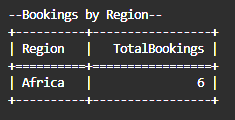 --Bookings by Region--
+----------+-----------------+
| Region   |   TotalBookings |
+==========+=================+
| Africa   |               6 |
+----------+-----------------+